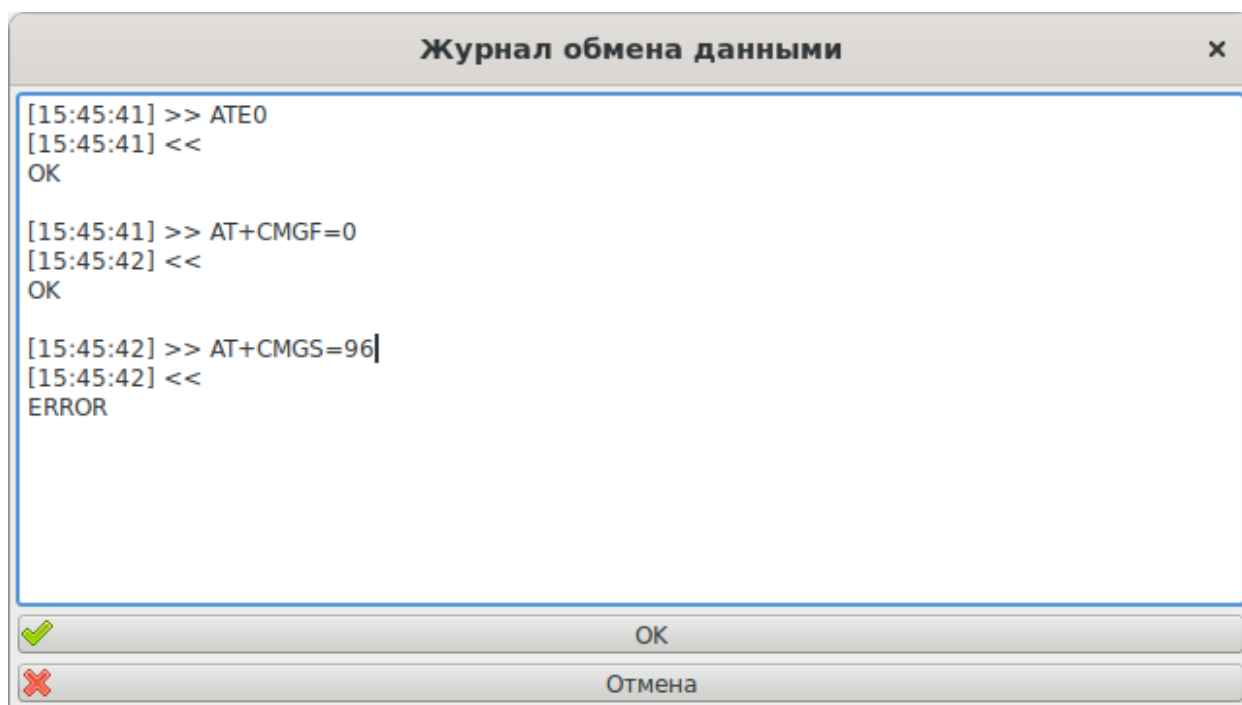 Журнал обмена данными
[15:45:41] >> ATE0
[15:45:41] <<
OK
[15:45:41] >> AT+CMGF=0
[15:45:42] <<
OK
[15:45:42] >> AT+CMGS=96
[15:45:42] <<
ERROR
OK
Отмена